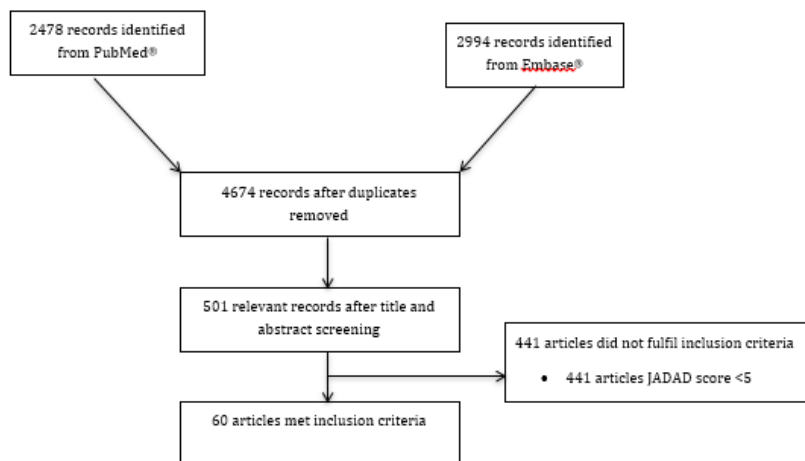 2478 records identified
from PubMed®
2994 records identified
from Embase®
4674 records after duplicates
removed
501 relevant records after title and
abstract screening
441 articles did not fulfil inclusion criteria
• 441 articles JADAD score <5
60 articles met inclusion criteria